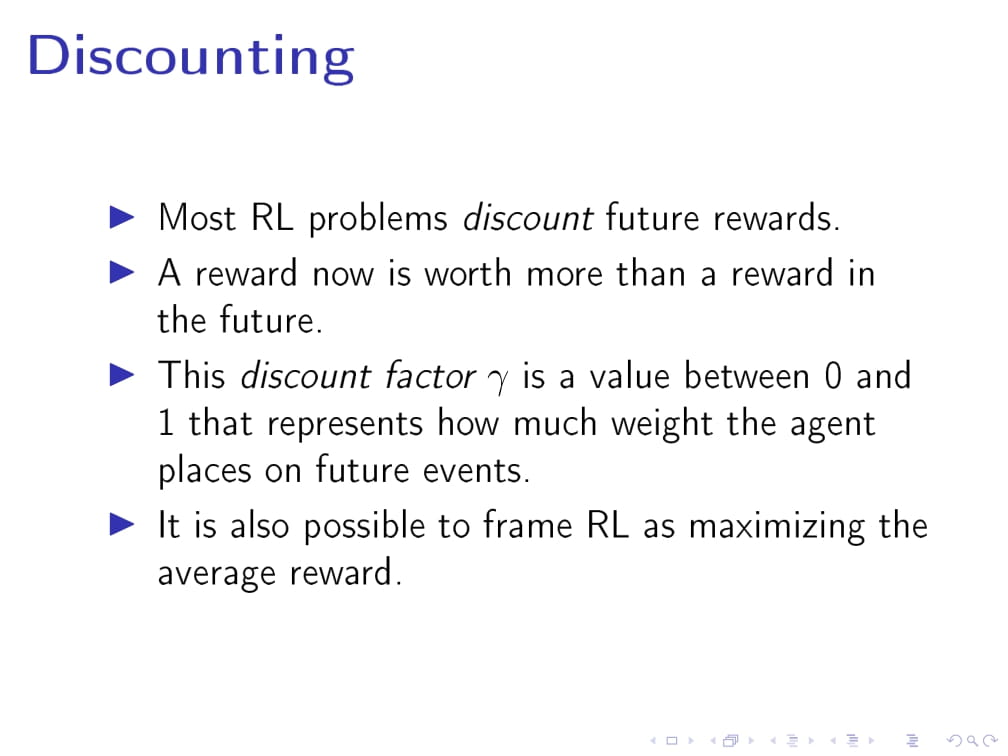 Discounting
Most RL problems discount future rewards.
A reward now is worth more than a reward in
the future.
This discount factor γ is a value between 0 and
1 that represents how much weight the agent
places on future events.
It is also possible to frame RL as maximizing the
average reward.